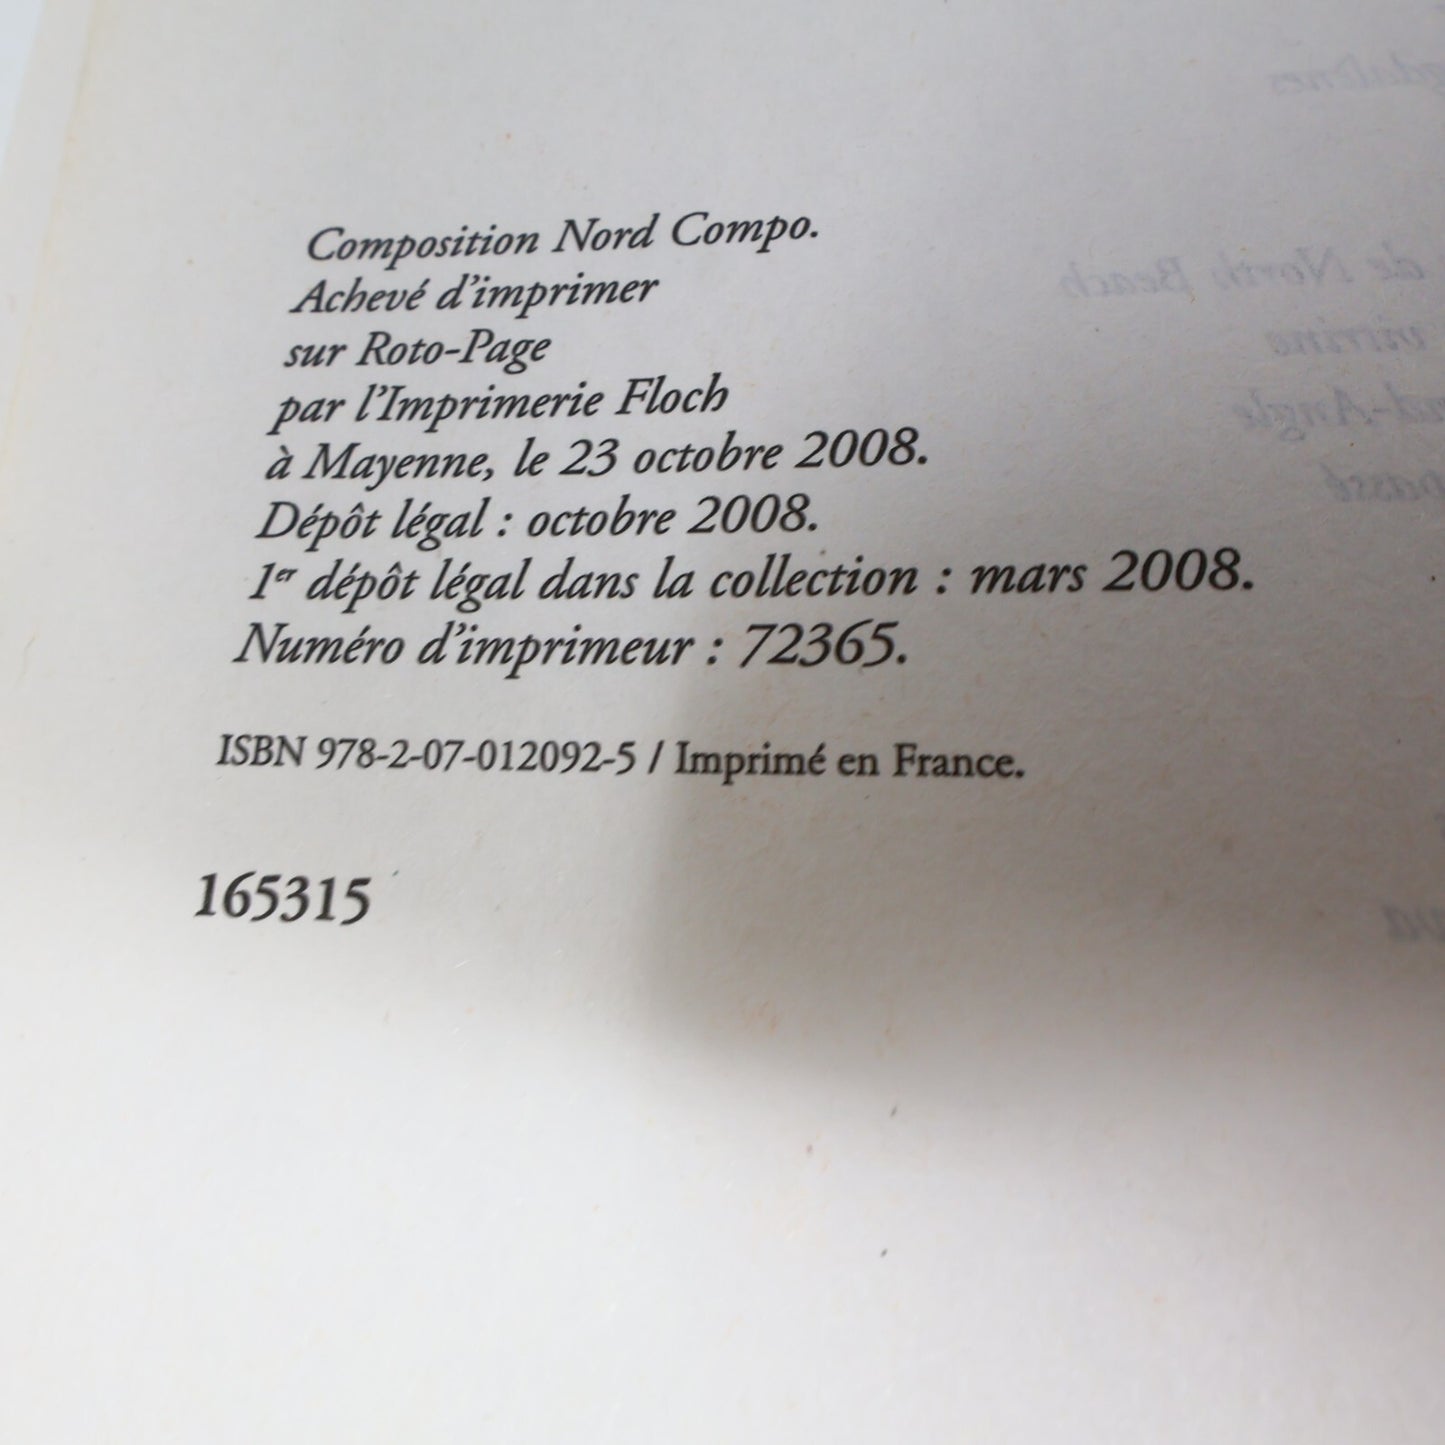 Composition Nord Compo.
Achevé d'imprimer
sur Roto-Page
par l'Imprimerie Floch
à Mayenne, le 23 octobre 2008.
Dépôt légal : octobre 2008.
1er dépôt légal dans la collection : mars 2008.
Numéro d'imprimeur : 72365.
ISBN 978-2-07-012092-5 / Imprimé en France.
165315